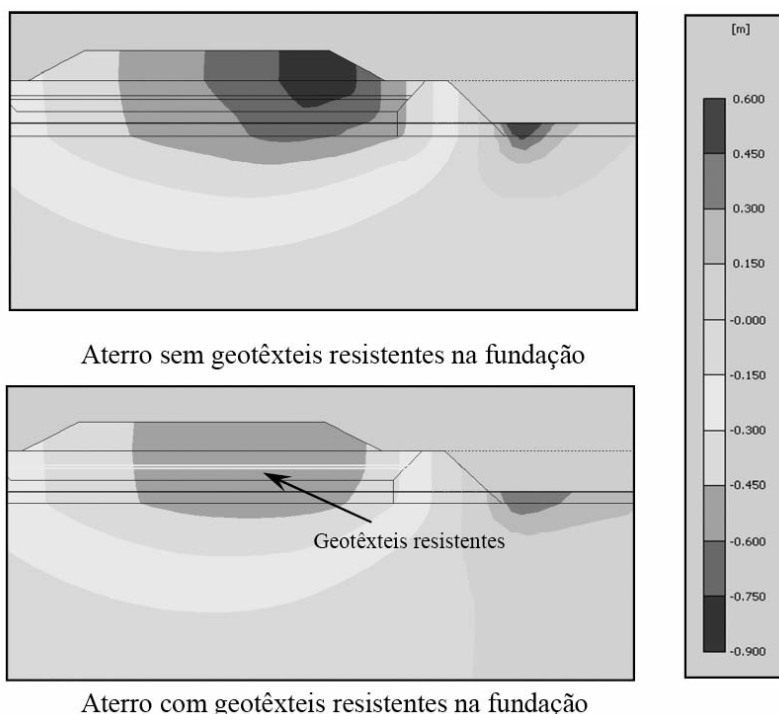 [m]
0.600
0.450
0.300
0.150
-0.000
-0.150
-0.300
-0.450
-0.600
-0.750
-0.900
Aterro sem geotêxteis resistentes na fundação
Geotêxteis resistentes
Aterro com geotêxteis resistentes na fundação